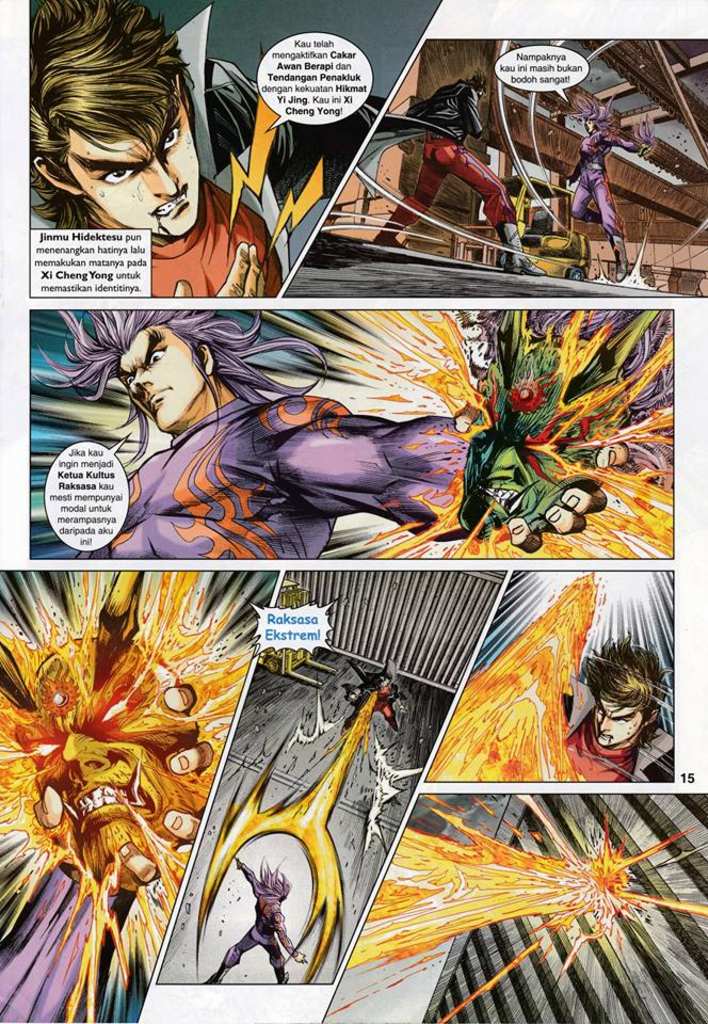 Kau telah
mengaktifkan Cakar
Awan Berapi dan
Tendangan Penakluk
dengan kekuatan Hikmat
Yi Jing. Kau ini Xi
Cheng Yong!
Nampaknya
kau ini masih bukan
bodoh sangat!
Jinmu Hidektesu pun
menenangkan hatinya lalu
memakukan matanya pada
Xi Cheng Yong untuk
memastikan identitinya.
Jika kau
ingin menjadi
Ketua Kultus
Raksasa kau
mesti mempunyai
modal untuk
merampasnya
daripada aku
ini!
Raksasa
Ekstrem!
15